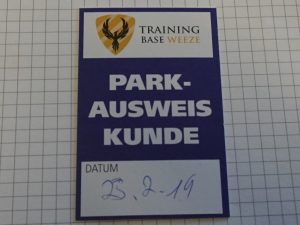 TRAINING
BASE WEEZE
PARK-
AUSWEIS
KUNDE
DATUM
25.2-19